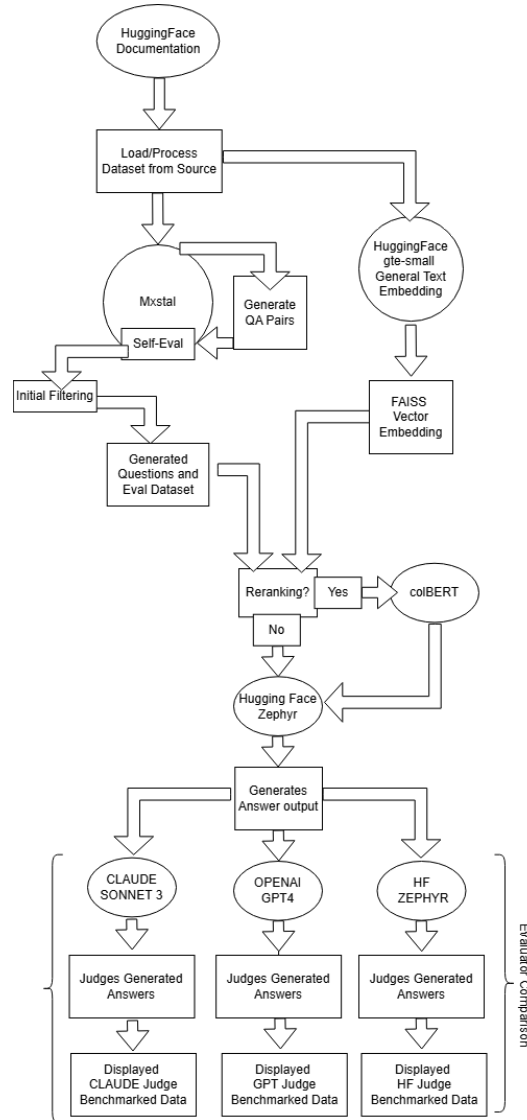 HuggingFace
Documentation
Load/Process
Dataset from Source
HuggingFace
gte-small
General Text
Embedding
Mxstal
Generate
QA Pairs
Self-Eval
Initial Filtering
FAISS
Vector
Embedding
Generated
Questions and
Eval Dataset
Reranking?
Yes
colBERT
No
Hugging Face
Zephyr
Generates
Answer output
CLAUDE
SONNET 3
OPENAI
GPT4
HF
ZEPHYR
Evaluator Comparison
Judges Generated
Answers
Judges Generated
Answers
Judges Generated
Answers
Displayed
CLAUDE Judge
Benchmarked Data
Displayed
GPT Judge
Benchmarked Data
Displayed
HF Judge
Benchmarked Data